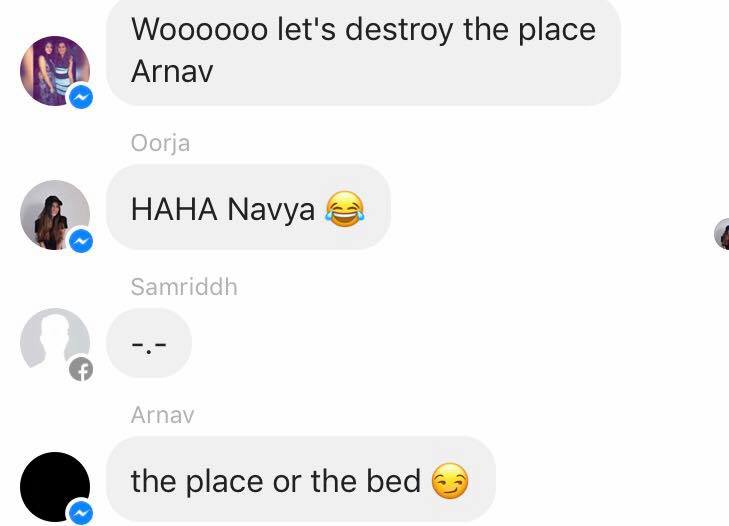 Woooooo let's destroy the place
Arnav
Oorja
HAHA Navya 😂
Samriddh
-.-
Arnav
the place or the bed 😏